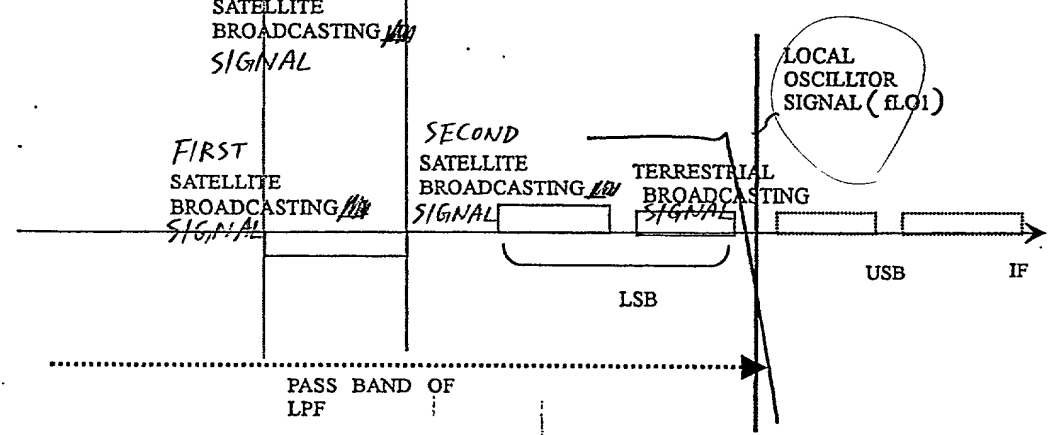 SATELLITE
BROADCASTING
SIGNAL
LOCAL
OSCILLTOR
SIGNAL (fLO1)
FIRST
SATELLITE
BROADCASTING
SIGNAL
SECOND
SATELLITE
BROADCASTING
SIGNAL
TERRESTRIAL
BROADCASTING
SIGNAL
LSB
USB
IF
PASS BAND OF
LPF